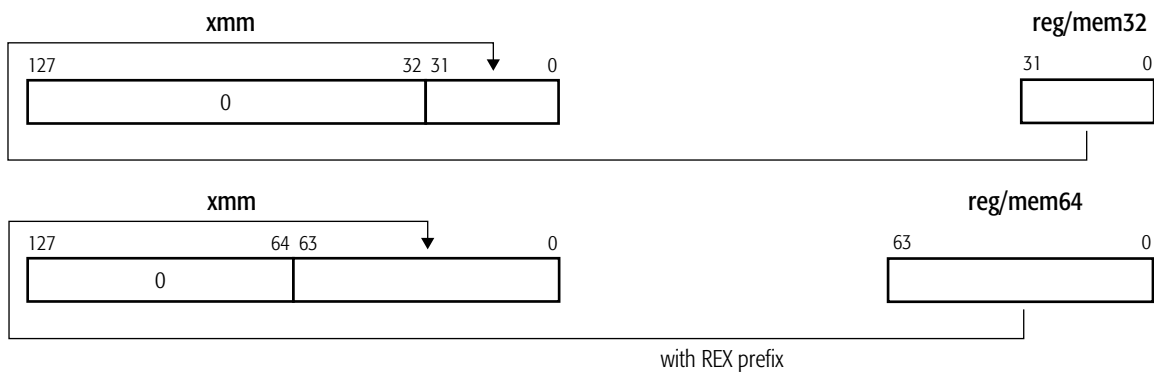 xmm reg/mem32
127 32 31 0 31 0
0
xmm reg/mem64
127 64 63 0 63 0
0
with REX prefix